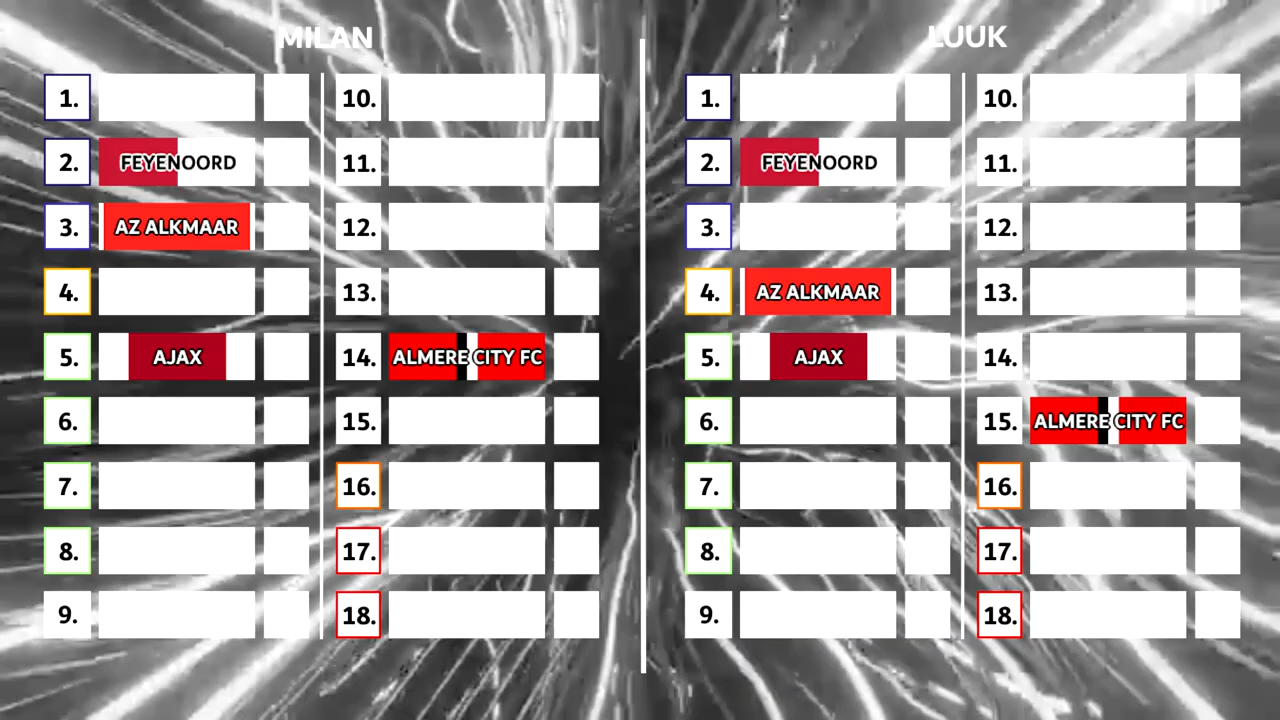 MILAN
1. 10.
2. FEYENOORD 11.
3. AZ ALKMAAR 12.
4. 13.
5. AJAX 14. ALMERE CITY FC
6. 15.
7. 16.
8. 17.
9. 18.
LUUK
1. 10.
2. FEYENOORD 11.
3. 12.
4. AZ ALKMAAR 13.
5. AJAX 14.
6. 15. ALMERE CITY FC
7. 16.
8. 17.
9. 18.